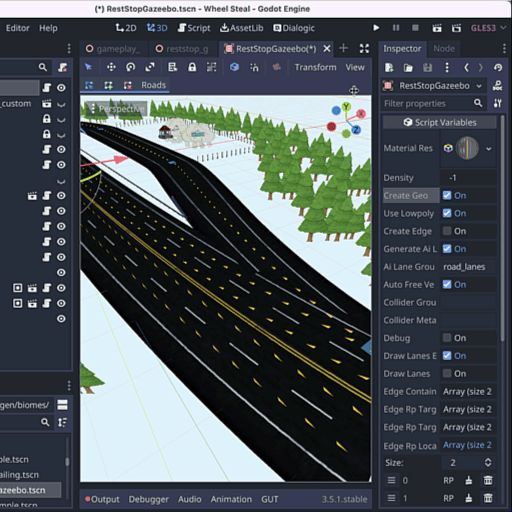 (*) RestStopGazeebo.tscn - Wheel Steal - Godot Engine
Editor Help 2D 3D Script AssetLib Dialogic GLES3
gameplay_ reststop_g RestStopGazeebo(*) Inspector Node
Transform View
_custom Roads RestStopGazeebo
Perspective Y X Z
Filter properties
Script Variables
Material Res
Density -1
Create Geo On
Use Lowpoly On
Create Edge On
Generate Ai L On
Ai Lane Grou road_lanes
Auto Free Ve On
Collider Grou
Collider Meta
Debug On
Draw Lanes E On
Draw Lanes On
Edge Contain Array (size 2
gen/biomes/ Edge Rp Targ Array (size 2
Edge Rp Targ Array (size 2
Edge Rp Loca Array (size 2
ple.tscn Size: 2
ailing.tscn 0 RP
azeebo.tscn
Output Debugger Audio Animation GUT 3.5.1.stable 1 RP
mple.tscn